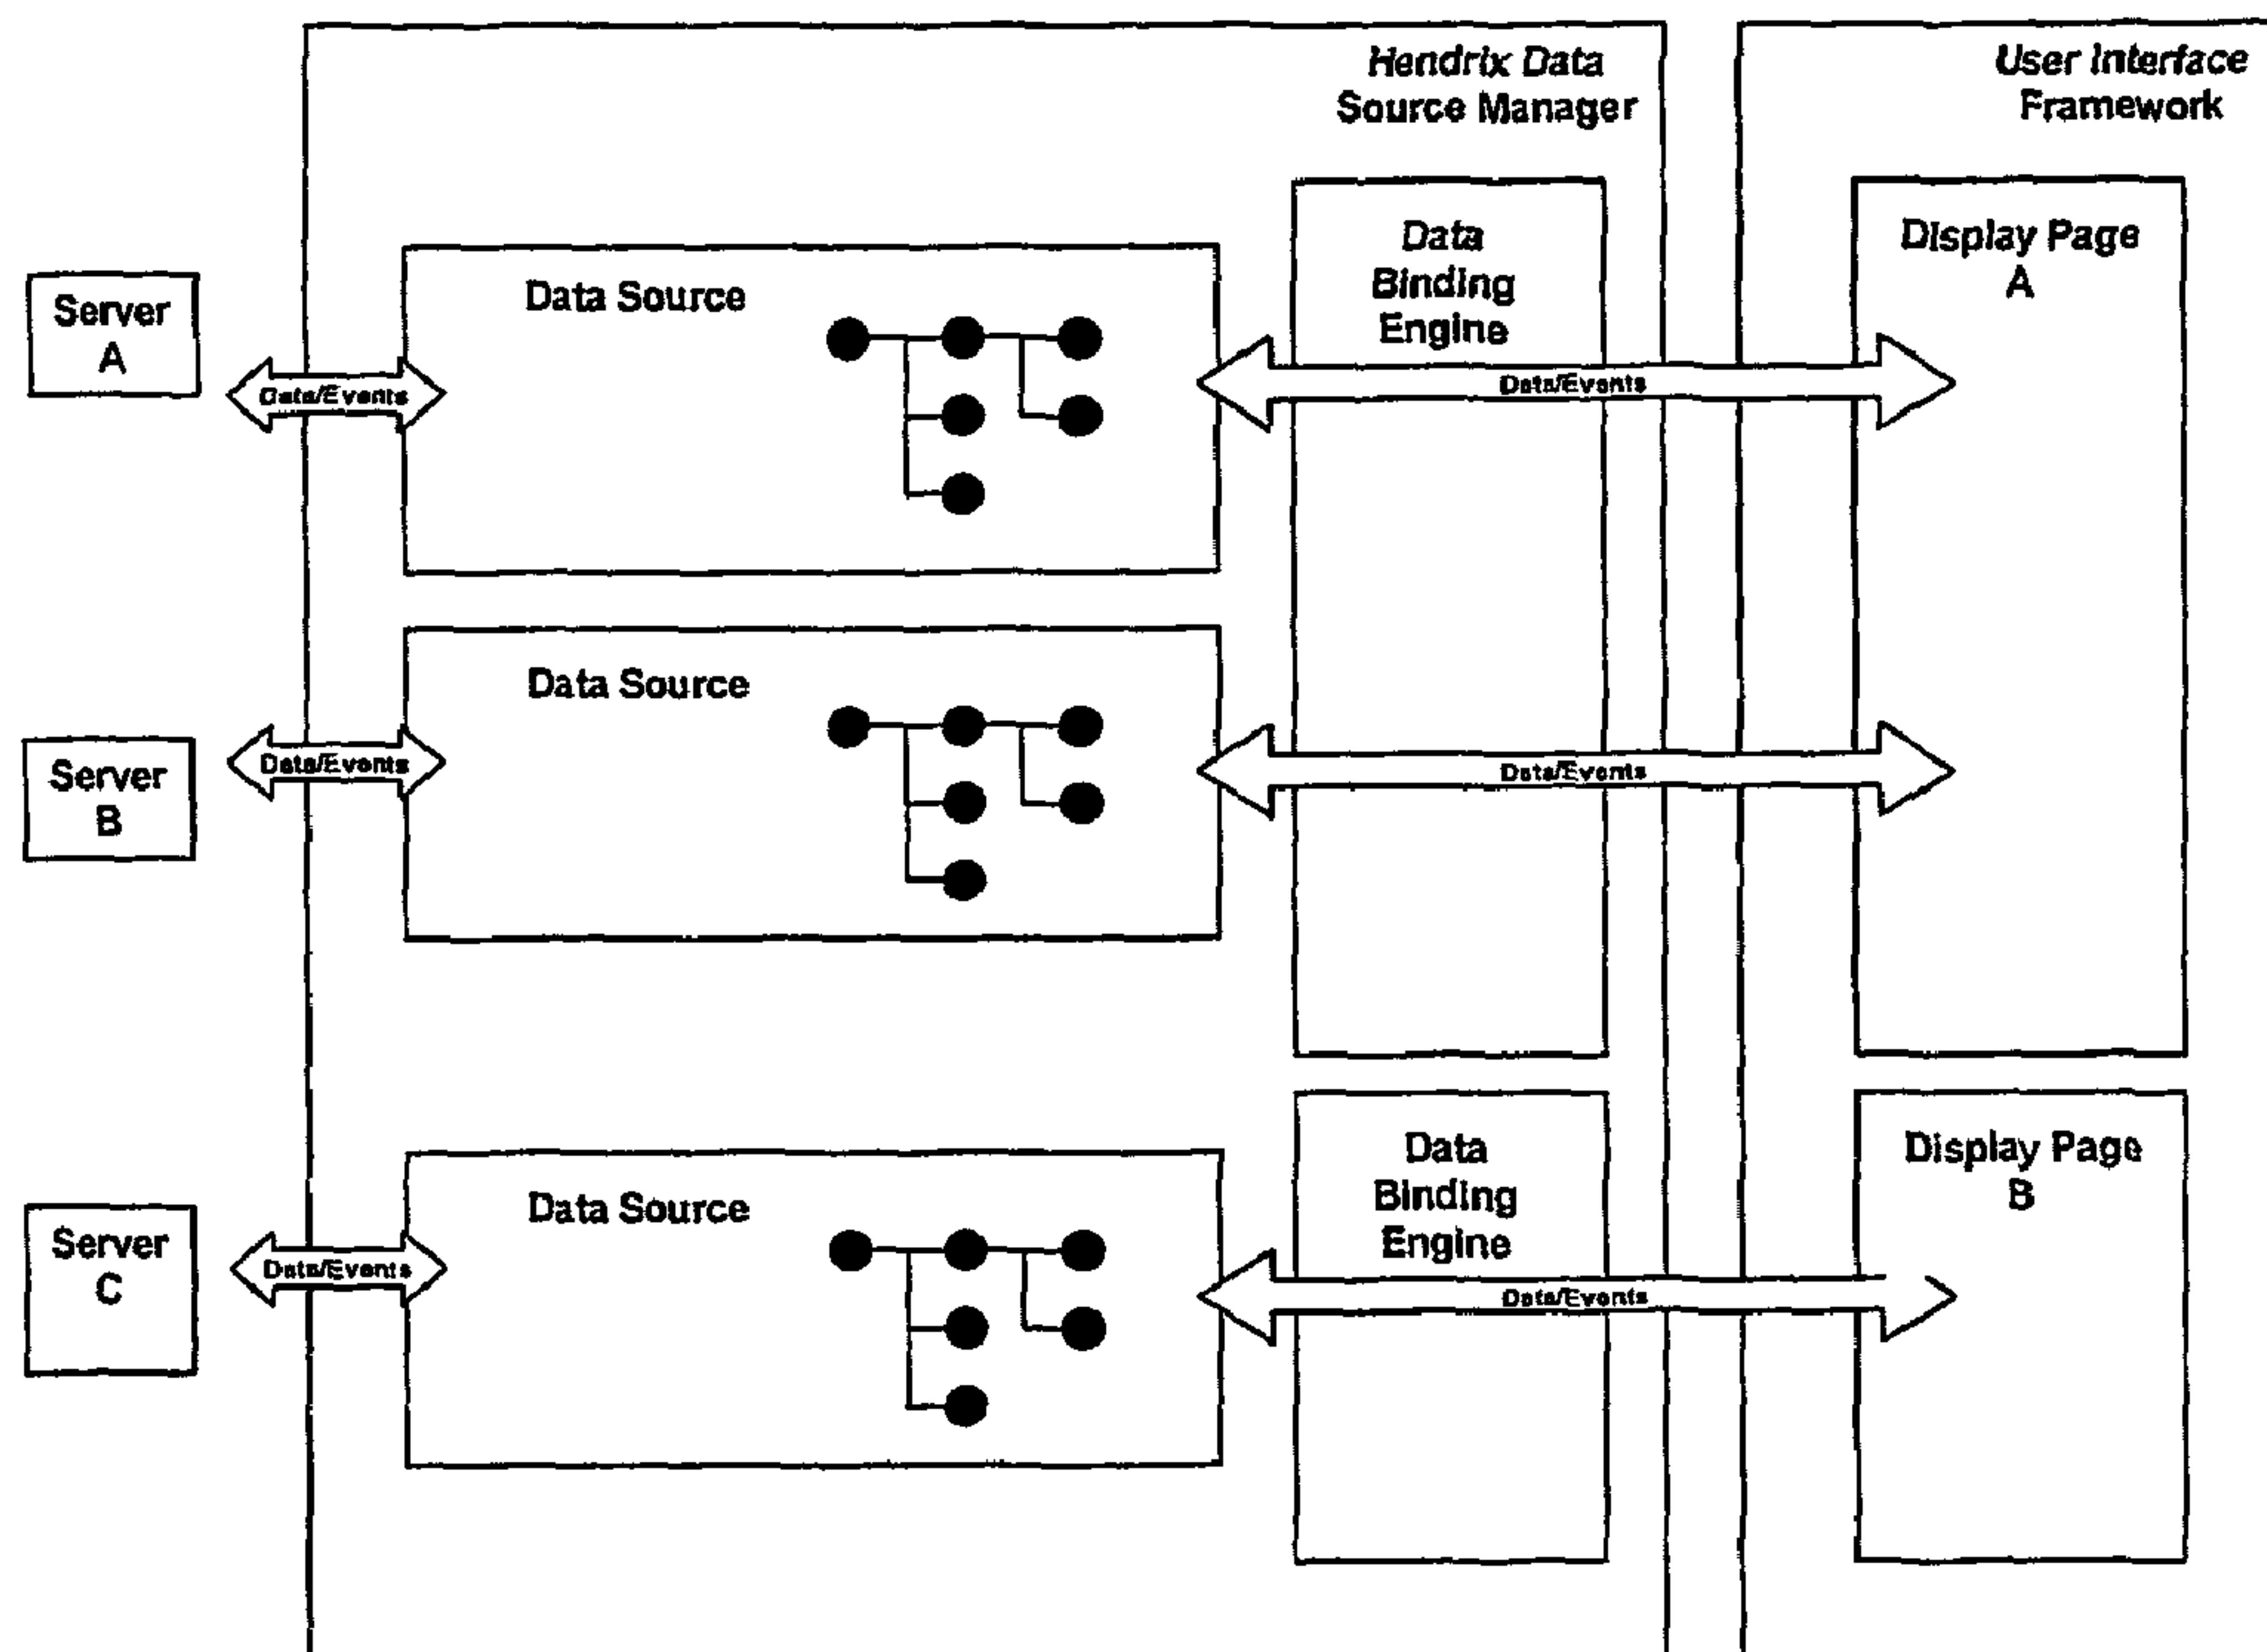 Hendrix Data
Source Manager
User Interface
Framework
Server
A
Data/Events
Data Source
Data
Binding
Engine
Data/Events
Display Page
A
Server
B
Data/Events
Data Source
Data/Events
Server
C
Data/Events
Data Source
Data
Binding
Engine
Data/Events
Display Page
B